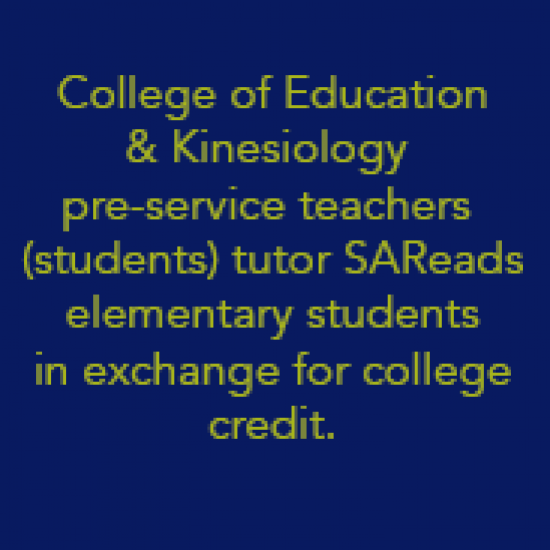 College of Education
& Kinesiology
pre-service teachers
(students) tutor SAReads
elementary students
in exchange for college
credit.